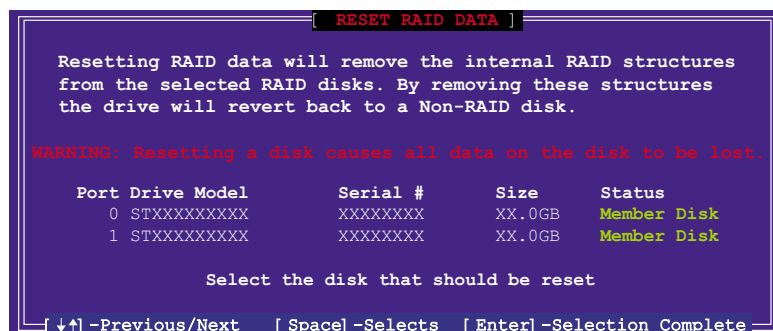 [ RESET RAID DATA ]
Resetting RAID data will remove the internal RAID structures
from the selected RAID disks. By removing these structures
the drive will revert back to a Non-RAID disk.
WARNING: Resetting a disk causes all data on the disk to be lost.
Port Drive Model Serial # Size Status
0 STXXXXXXXXX XXXXXXXX XX.0GB Member Disk
1 STXXXXXXXXX XXXXXXXX XX.0GB Member Disk
Select the disk that should be reset
[↓↑]-Previous/Next [Space]-Selects [Enter]-Selection Complete